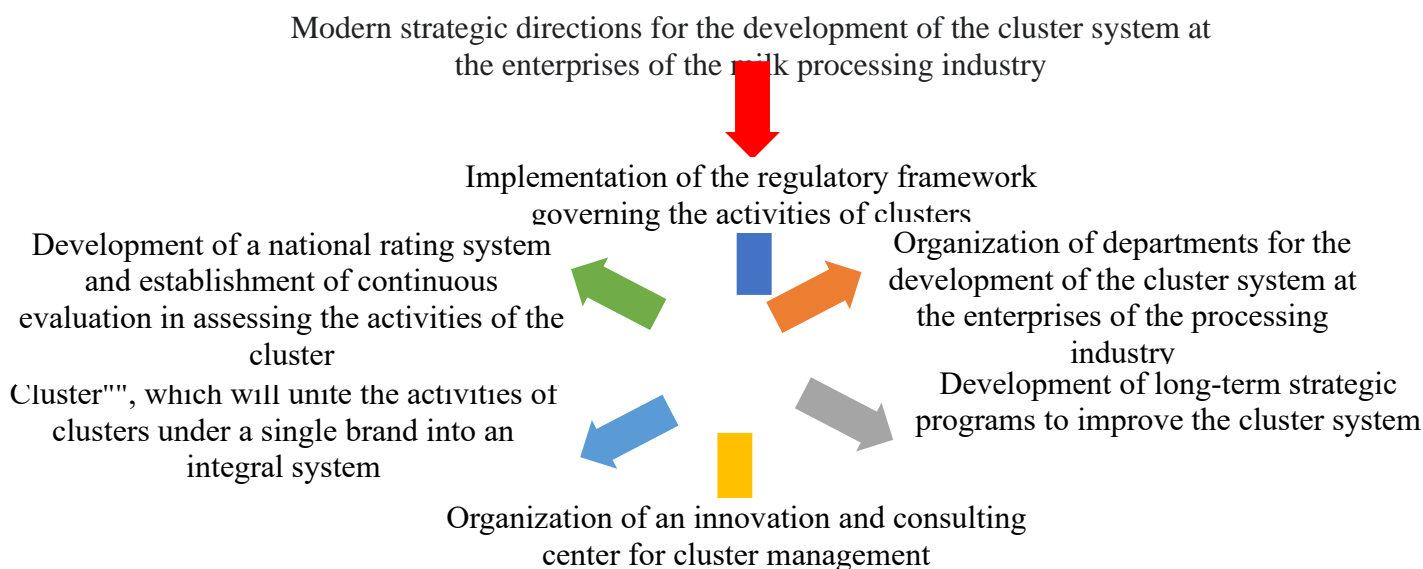 Modern strategic directions for the development of the cluster system at
the enterprises of the milk processing industry
Implementation of the regulatory framework
governing the activities of clusters
Development of a national rating system
and establishment of continuous
evaluation in assessing the activities of the
cluster
Organization of departments for the
development of the cluster system at
the enterprises of the processing
industry
Cluster"", which will unite the activities of
clusters under a single brand into an
integral system
Development of long-term strategic
programs to improve the cluster system
Organization of an innovation and consulting
center for cluster management